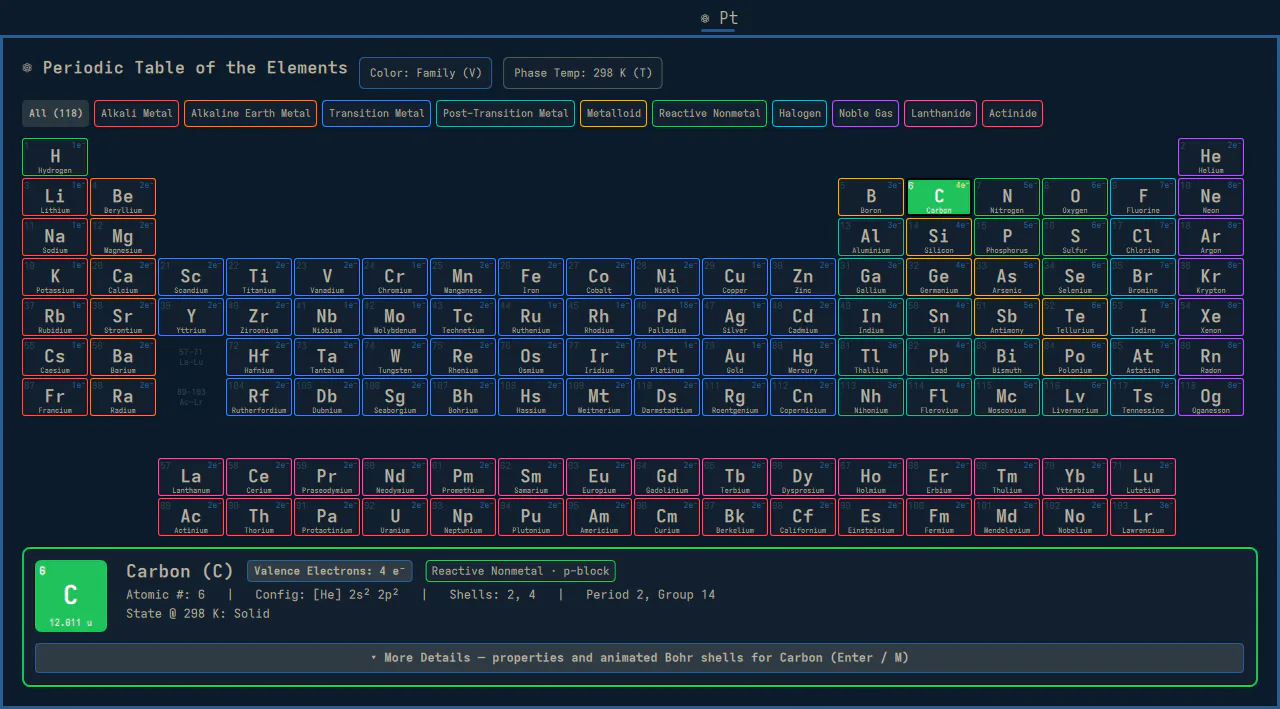 Pt
Periodic Table of the Elements
Color: Family (V)
Phase Temp: 298 K (T)
All (118) Alkali Metal Alkaline Earth Metal Transition Metal Post-Transition Metal Metalloid Reactive Nonmetal Halogen Noble Gas Lanthanide Actinide
H He
Hydrogen Helium
Li Be B C N O F Ne
Lithium Beryllium Boron Carbon Nitrogen Oxygen Fluorine Neon
Na Mg Al Si P S Cl Ar
Sodium Magnesium Aluminum Silicon Phosphorus Sulfur Chlorine Argon
K Ca Sc Ti V Cr Mn Fe Co Ni Cu Zn Ga Ge As Se Br Kr
Potassium Calcium Scandium Titanium Vanadium Chromium Manganese Iron Cobalt Nickel Copper Zinc Gallium Germanium Arsenic Selenium Bromine Krypton
Rb Sr Y Zr Nb Mo Tc Ru Rh Pd Ag Cd In Sn Sb Te I Xe
Rubidium Strontium Yttrium Zirconium Niobium Molybdenum Technetium Ruthenium Rhodium Palladium Silver Cadmium Indium Tin Antimony Tellurium Iodine Xenon
Cs Ba 57-71 La-Lu Hf Ta W Re Os Ir Pt Au Hg Tl Pb Bi Po At Rn
Caesium Barium Hafnium Tantalum Tungsten Rhenium Osmium Iridium Platinum Gold Mercury Thallium Lead Bismuth Polonium Astatine Radon
Fr Ra 89-103 Ac-Lr Rf Db Sg Bh Hs Mt Ds Rg Cn Nh Fl Mc Lv Ts Og
Francium Radium Rutherfordium Dubnium Seaborgium Bohrium Hassium Meitnerium Darmstadtium Roentgenium Copernicium Nihonium Flerovium Moscovium Livermorium Tennessine Oganesson
La Ce Pr Nd Pm Sm Eu Gd Tb Dy Ho Er Tm Yb Lu
Lanthanum Cerium Praseodymium Neodymium Promethium Samarium Europium Gadolinium Terbium Dysprosium Holmium Erbium Thulium Ytterbium Lutetium
Ac Th Pa U Np Pu Am Cm Bk Cf Es Fm Md No Lr
Actinium Thorium Protactinium Uranium Neptunium Plutonium Americium Curium Berkelium Californium Einsteinium Fermium Mendelevium Nobelium Lawrencium
6
C
12.011 u
Carbon (C) Valence Electrons: 4 e⁻ Reactive Nonmetal · p-block
Atomic #: 6 | Config: [He] 2s² 2p² | Shells: 2, 4 | Period 2, Group 14
State @ 298 K: Solid
▾ More Details — properties and animated Bohr shells for Carbon (Enter / M)